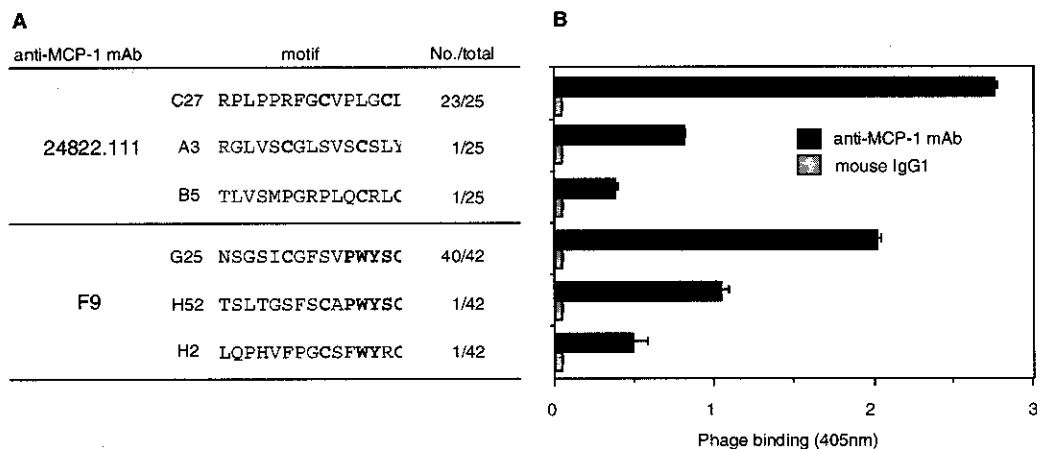 A
anti-MCP-1 mAb motif No./total
24822.111
C27 RPLPPRFGCVPLGCL 23/25
A3 RGLVSCGLSVSCSLY 1/25
B5 TLVSMPGRPLQCRLC 1/25
F9
G25 NSGSICGFSVPWYSC 40/42
H52 TSLTGSFSCAPWYSC 1/42
H2 LQPHVFPGCSFWYRC 1/42
B
anti-MCP-1 mAb
mouse IgG1
0 1 2 3
Phage binding (405nm)